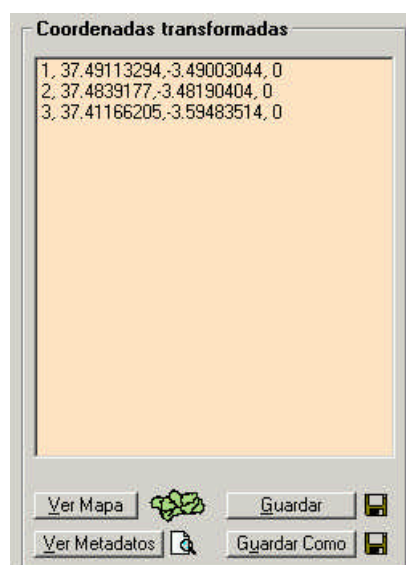 Coordenadas transformadas
1, 37.49113294,-3.49003044, 0
2, 37.4839177,-3.48190404, 0
3, 37.41166205,-3.59483514, 0
Ver Mapa Guardar
Ver Metadatos Guardar Como